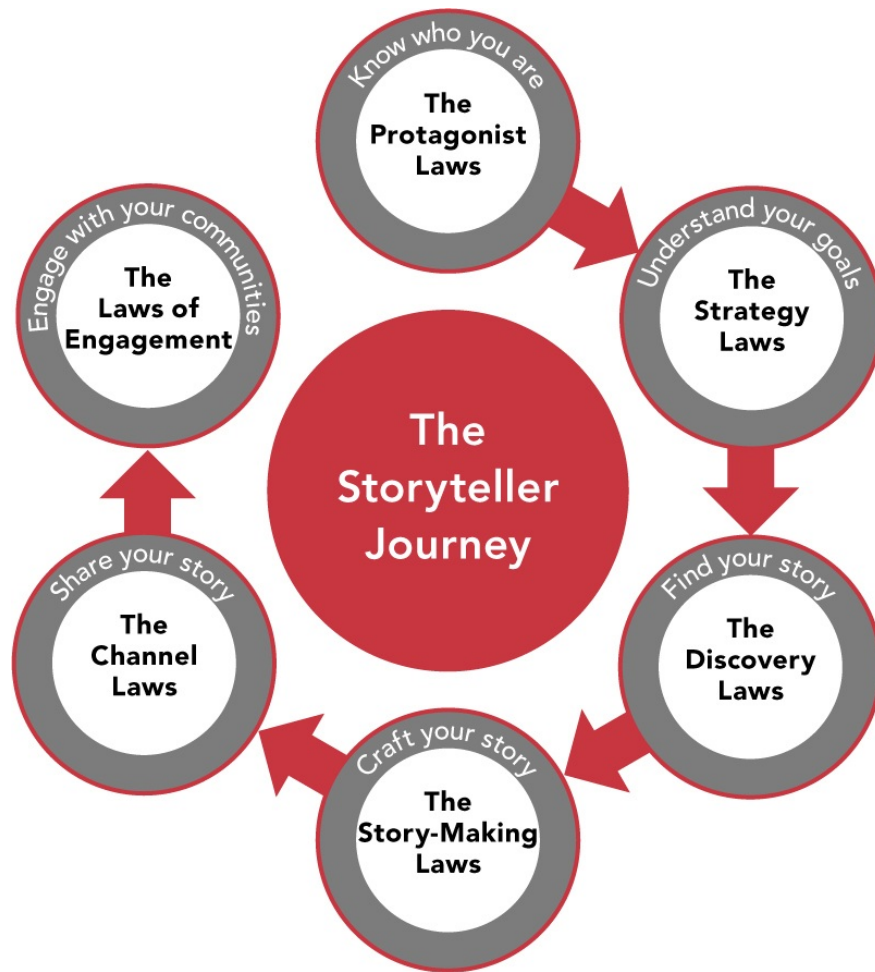 Know who you are
The
Protagonist
Laws
Understand your goals
The
Strategy
Laws
Find your story
The
Discovery
Laws
Craft your story
The
Story-Making
Laws
Share your story
The
Channel
Laws
Engage with your communities
The
Laws of
Engagement
The
Storyteller
Journey